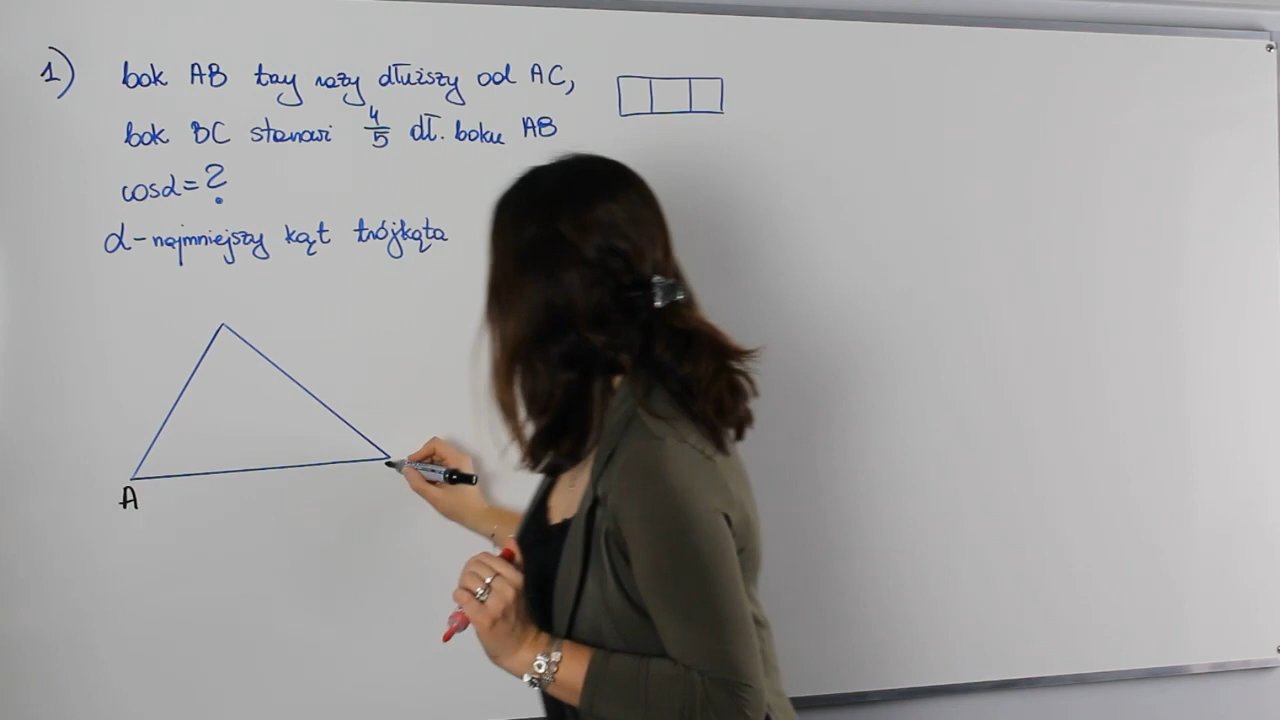 1) bok AB trzy razy dłuższy od AC,
bok BC stanowi 4/5 dł. boku AB
cosα = ?
α - najmniejszy kąt trójkąta
A